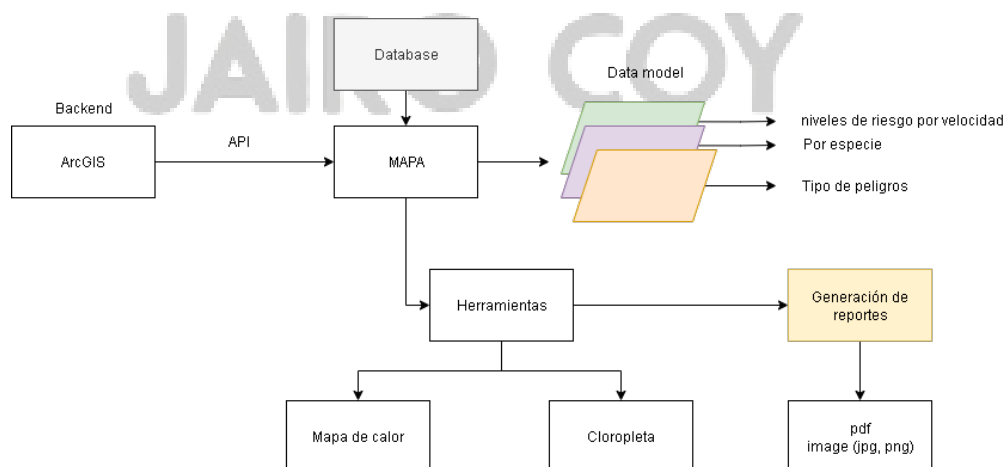 JAIRO COY
Database
Data model
Backend
niveles de riesgo por velocidad
API
Por especie
ArcGIS
MAPA
Tipo de peligros
Herramientas
Generación de
reportes
Mapa de calor
Cloropleta
pdf
image (jpg, png)